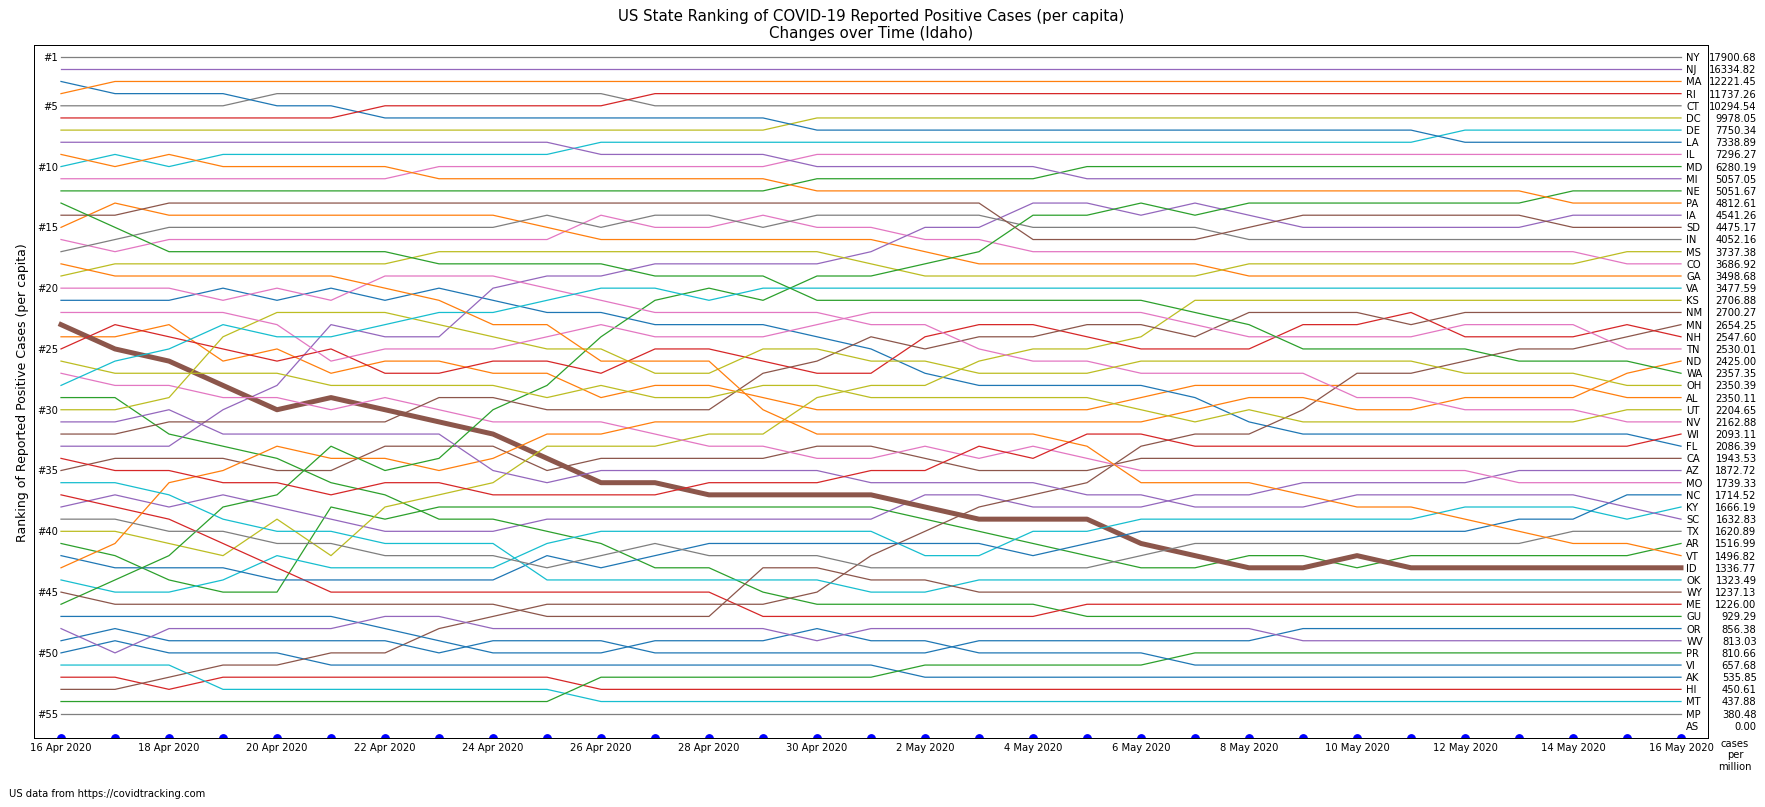 US State Ranking of COVID-19 Reported Positive Cases (per capita)
Changes over Time (Idaho)
Ranking of Reported Positive Cases (per capita)
#1
#5
#10
#15
#20
#25
#30
#35
#40
#45
#50
#55
NY 17900.68
NJ 16334.82
MA 12221.45
RI 11737.26
CT 10294.54
DC 9978.05
DE 7750.34
LA 7338.89
IL 7296.27
MD 6280.19
MI 5057.05
NE 5051.67
PA 4812.61
IA 4541.26
SD 4475.17
IN 4052.16
MS 3737.38
CO 3686.92
GA 3498.68
VA 3477.59
KS 2706.88
NM 2700.27
MN 2654.25
NH 2547.60
TN 2530.01
ND 2425.00
WA 2357.35
OH 2350.39
AL 2350.11
UT 2204.65
NV 2162.88
WI 2093.11
FL 2086.39
CA 1943.53
AZ 1872.72
MO 1739.33
NC 1714.52
KY 1666.19
SC 1632.83
TX 1620.89
AR 1516.99
VT 1496.82
ID 1336.77
OK 1323.49
WY 1237.13
ME 1226.00
GU 929.29
OR 856.38
WV 813.03
PR 810.66
VI 657.68
AK 535.85
HI 450.61
MT 437.88
MP 380.48
AS 0.00
16 Apr 2020 18 Apr 2020 20 Apr 2020 22 Apr 2020 24 Apr 2020 26 Apr 2020 28 Apr 2020 30 Apr 2020 2 May 2020 4 May 2020 6 May 2020 8 May 2020 10 May 2020 12 May 2020 14 May 2020 16 May 2020
cases
per
million
US data from https://covidtracking.com